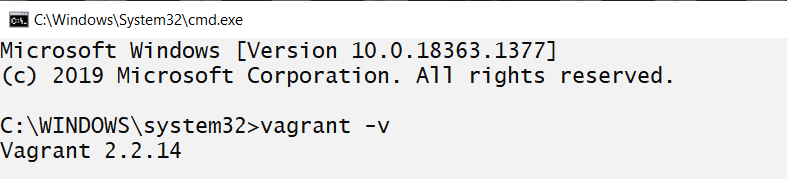 C:\Windows\System32\cmd.exe
Microsoft Windows [Version 10.0.18363.1377]
(c) 2019 Microsoft Corporation. All rights reserved.
C:\WINDOWS\system32>vagrant -v
Vagrant 2.2.14